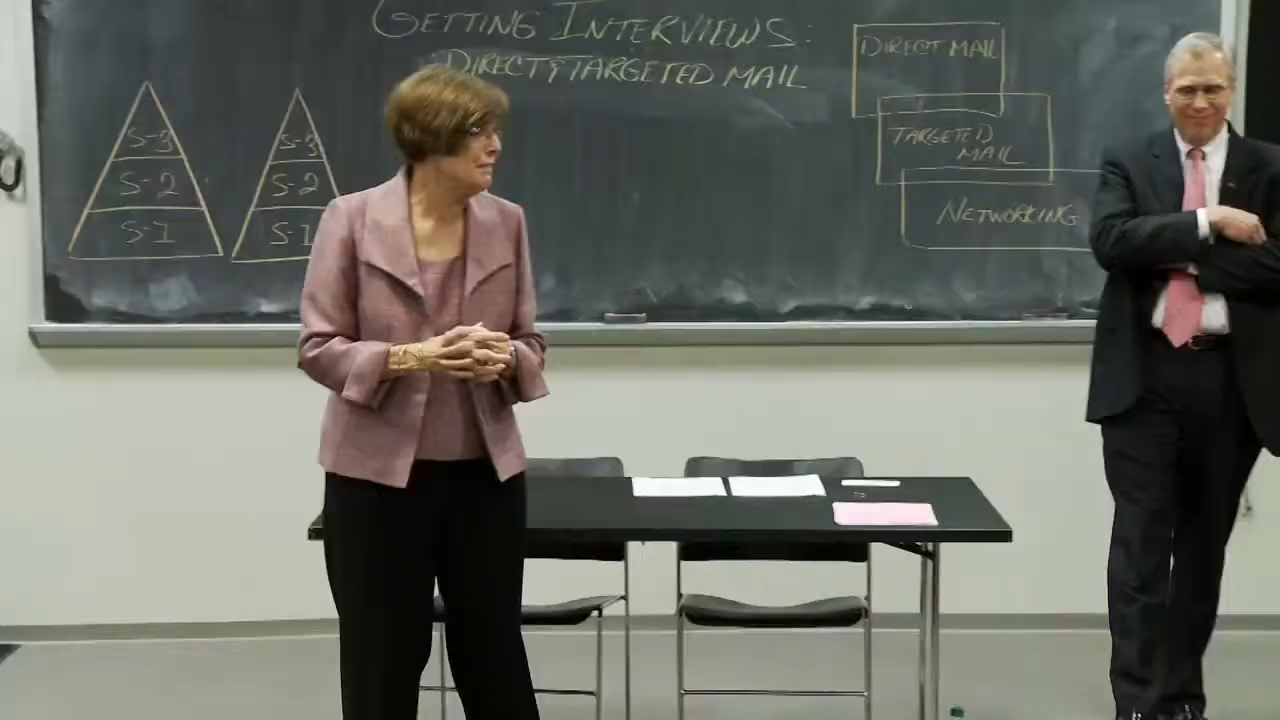 GETTING INTERVIEWS:
DIRECT & TARGETED MAIL
S-3
S-2
S-1
S-3
S-2
S-1
DIRECT MAIL
TARGETED
MAIL
NETWORKING